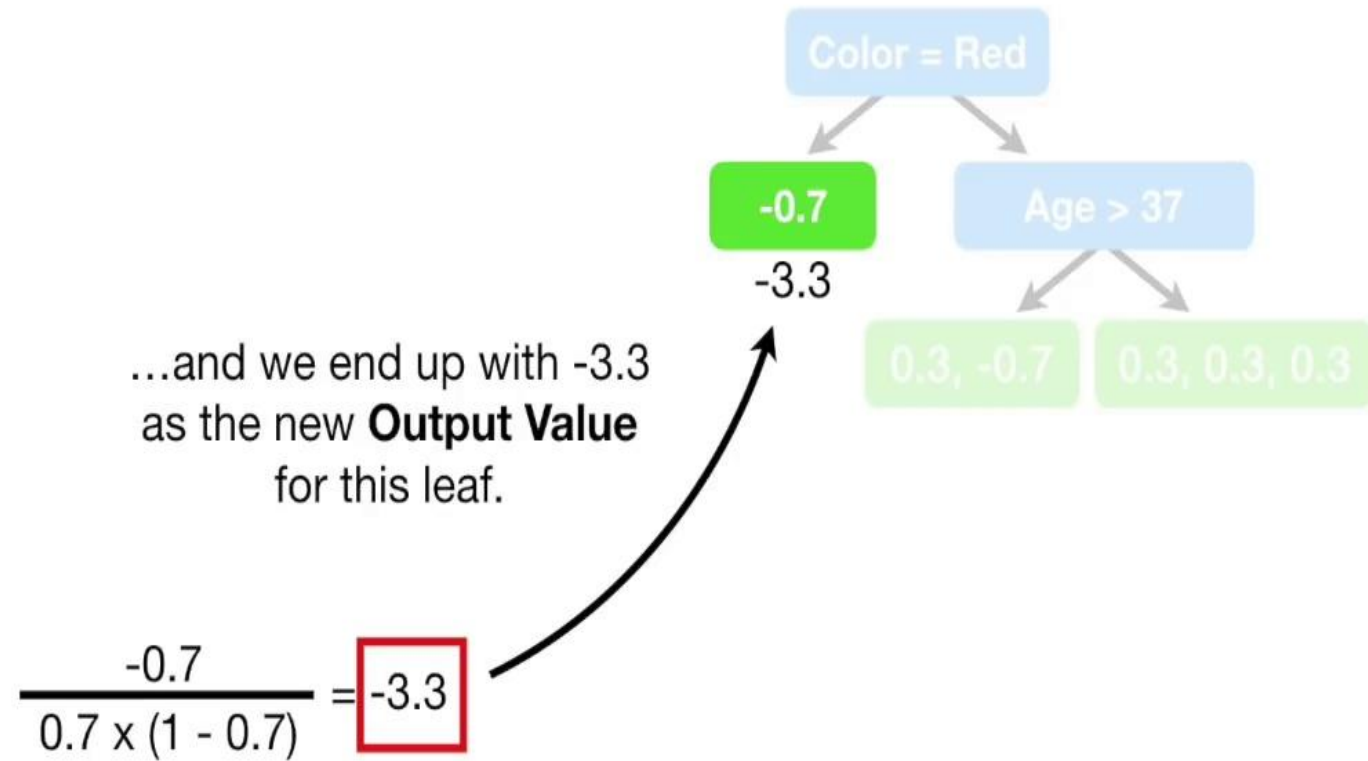 Color = Red
-0.7
Age > 37
-3.3
0.3, -0.7
0.3, 0.3, 0.3
…and we end up with -3.3
as the new Output Value
for this leaf.
-0.7
0.7 x (1 - 0.7)
= -3.3